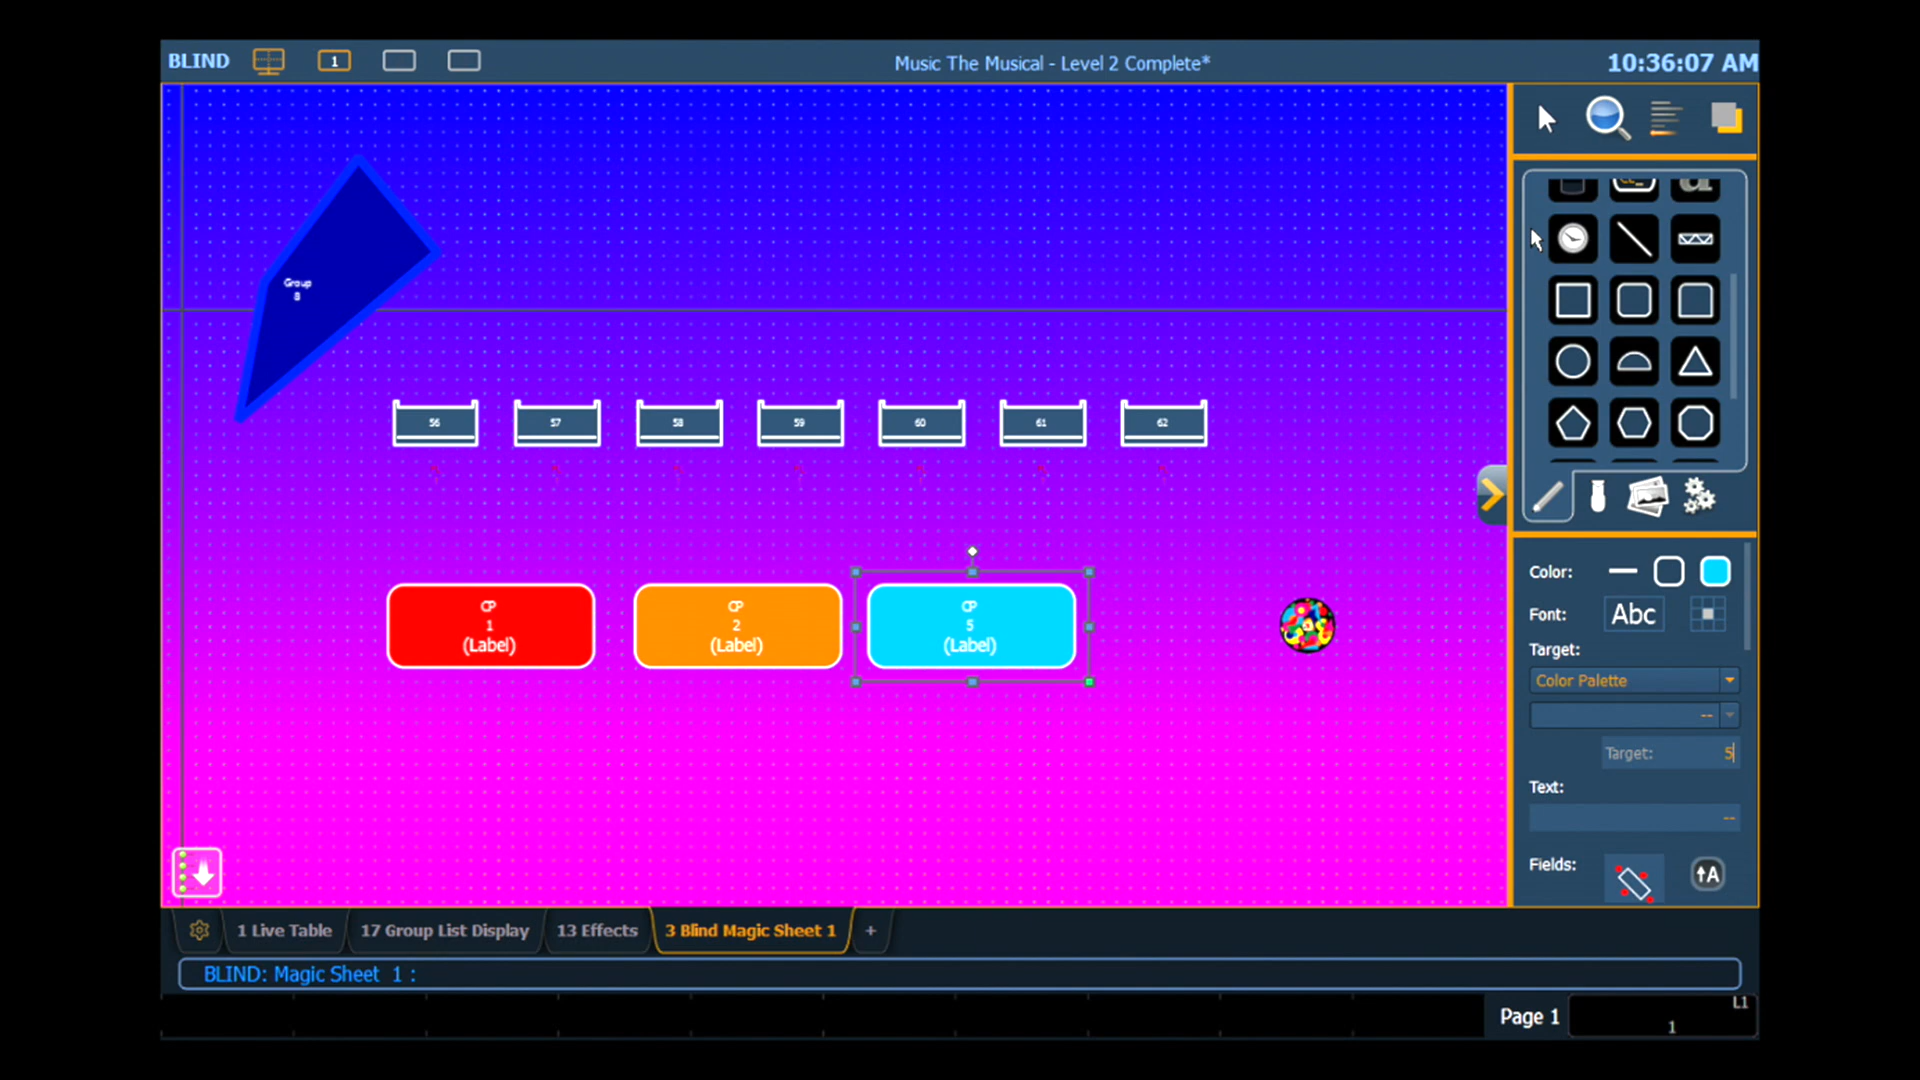 BLIND
1
Music The Musical - Level 2 Complete*
10:36:07 AM
Group
8
56
57
58
59
60
61
62
CP
1
(Label)
CP
2
(Label)
CP
5
(Label)
Color:
Font:
Abc
Target:
Color Palette
--
Target: 5
Text:
--
Fields:
A
1 Live Table
17 Group List Display
13 Effects
3 Blind Magic Sheet 1
+
BLIND: Magic Sheet 1 :
Page 1
L1
1